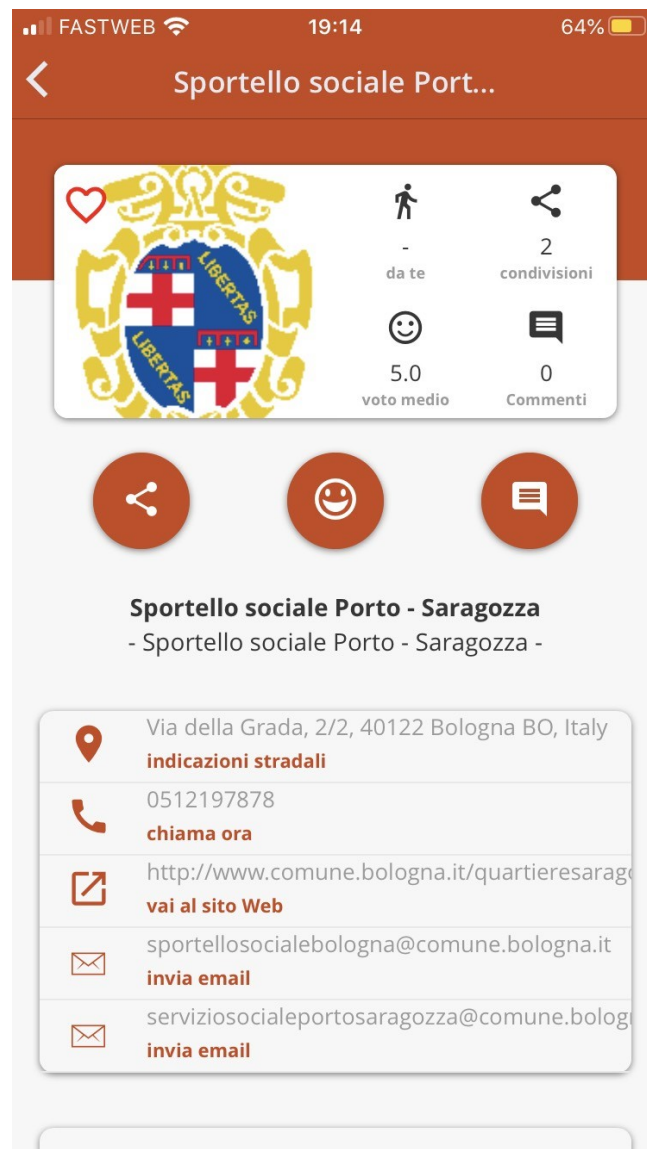 FASTWEB 19:14 64%
Sportello sociale Port...
LIBERTAS
LIBERTAS
- 2
da te condivisioni
5.0 0
voto medio Commenti
Sportello sociale Porto - Saragozza
- Sportello sociale Porto - Saragozza -
Via della Grada, 2/2, 40122 Bologna BO, Italy
indicazioni stradali
0512197878
chiama ora
http://www.comune.bologna.it/quartieresarag
vai al sito Web
sportellosocialebologna@comune.bologna.it
invia email
serviziosocialeportosaragozza@comune.bolog
invia email